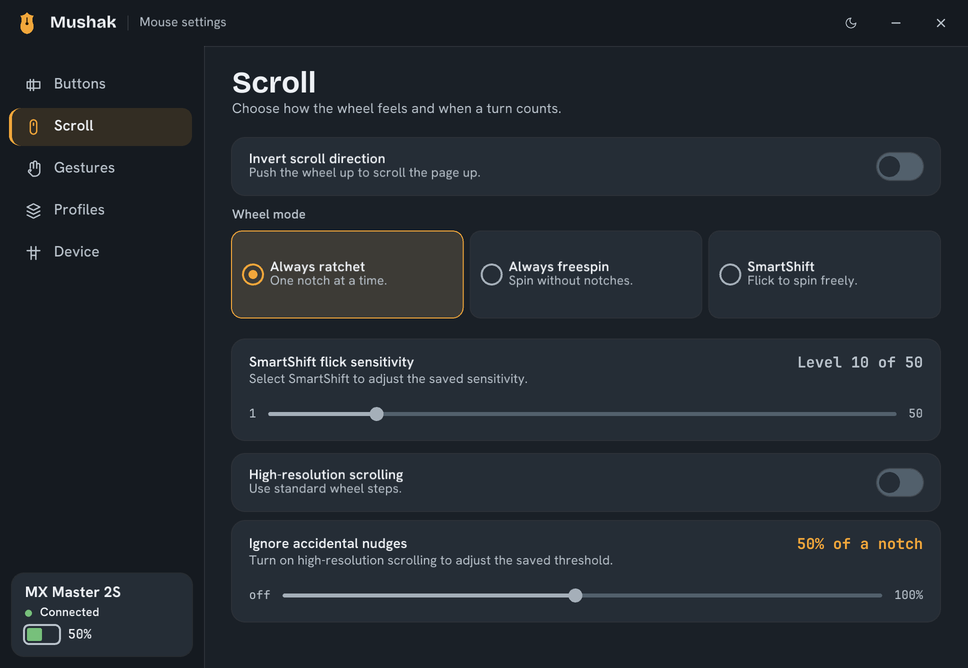 Mushak
Mouse settings
Buttons
Scroll
Gestures
Profiles
Device
MX Master 2S
Connected
50%
Scroll
Choose how the wheel feels and when a turn counts.
Invert scroll direction
Push the wheel up to scroll the page up.
Wheel mode
Always ratchet
One notch at a time.
Always freespin
Spin without notches.
SmartShift
Flick to spin freely.
SmartShift flick sensitivity
Level 10 of 50
Select SmartShift to adjust the saved sensitivity.
1
50
High-resolution scrolling
Use standard wheel steps.
Ignore accidental nudges
50% of a notch
Turn on high-resolution scrolling to adjust the saved threshold.
off
100%